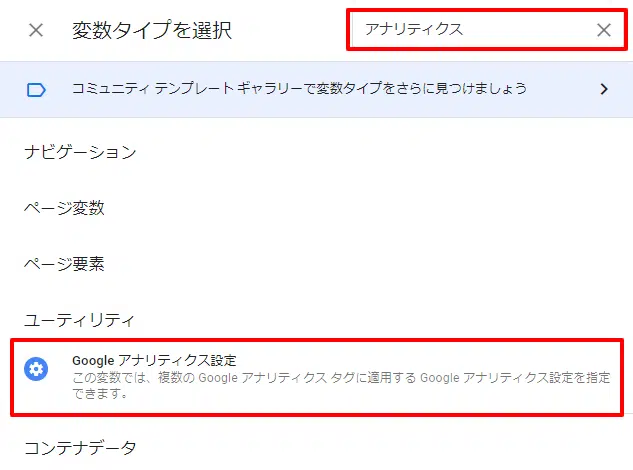 変数タイプを選択
アナリティクス
コミュニティ テンプレート ギャラリーで変数タイプをさらに見つけましょう
ナビゲーション
ページ変数
ページ要素
ユーティリティ
Google アナリティクス設定
この変数では、複数の Google アナリティクス タグに適用する Google アナリティクス設定を指定
できます。
コンテナデータ